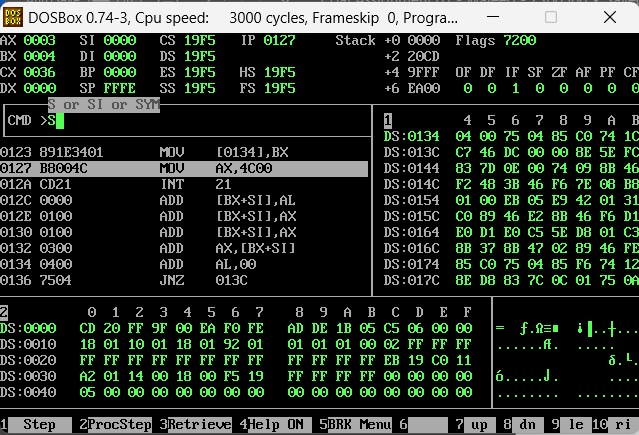 DOSBox 0.74-3, Cpu speed: 3000 cycles, Frameskip 0, Progra...
AX 0003 SI 0000 CS 19F5 IP 0127 Stack +0 0000 Flags 7200
BX 0004 DI 0000 DS 19F5 +2 20CD
CX 0036 BP 0000 ES 19F5 HS 19F5 +4 9FFF OF DF IF SF ZF AF PF CF
DX 0000 SP FFFE SS 19F5 FS 19F5 +6 EA00 0 0 1 0 0 0 0 0
S or SI or SYM
CMD >S
1 4 5 6 7 8 9 A B
DS:0134 04 00 75 04 85 C0 74 1C
0123 891E3401 MOV [0134],BX DS:013C C7 46 DC 00 00 8E 5E FC
0127 B8004C MOV AX,4C00 DS:0144 83 7D 0E 00 74 09 8B 46
012A CD21 INT 21 DS:014C F2 48 3B 46 F6 7E 08 B8
012C 0000 ADD [BX+SI],AL DS:0154 01 00 EB 05 E9 42 01 31
012E 0100 ADD [BX+SI],AX DS:015C C0 89 46 E2 8B 46 F6 D1
0130 0100 ADD [BX+SI],AX DS:0164 E0 D1 E0 C5 5E D8 01 C3
0132 0300 ADD AX,[BX+SI] DS:016C 8B 37 8B 47 02 89 46 FE
0134 0400 ADD AL,00 DS:0174 85 C0 75 04 85 F6 74 12
0136 7504 JNZ 013C DS:017C 8E D8 83 7C 0C 01 75 0A
2 0 1 2 3 4 5 6 7 8 9 A B C D E F
DS:0000 CD 20 FF 9F 00 EA F0 FE AD DE 1B 05 C5 06 00 00 = ƒ.Ω≡■ ¡▐..┼...
DS:0010 18 01 10 01 18 01 92 01 01 01 01 00 02 FF FF FF ......Æ. .....
DS:0020 FF FF FF FF FF FF FF FF FF FF FF FF EB 19 C0 11 δ.└.
DS:0030 A2 01 14 00 18 00 F5 19 FF FF FF FF 00 00 00 00 ó.....⌡. ....
DS:0040 05 00 00 00 00 00 00 00 00 00 00 00 00 00 00 00 ........ ........
1 Step 2 ProcStep 3 Retrieve 4 Help ON 5 BRK Menu 6 7 up 8 dn 9 le 10 ri